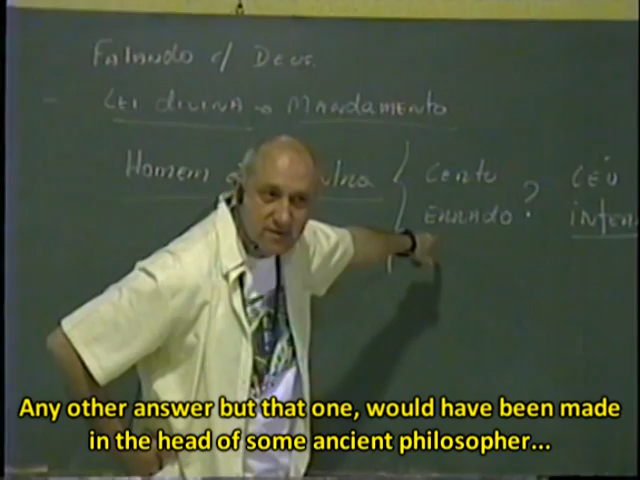 Falando c/ Deus.
- Lei divina → Mandamento
Homem
{ Certo
Errado ?
CÉU
Any other answer but that one, would have been made
in the head of some ancient philosopher...